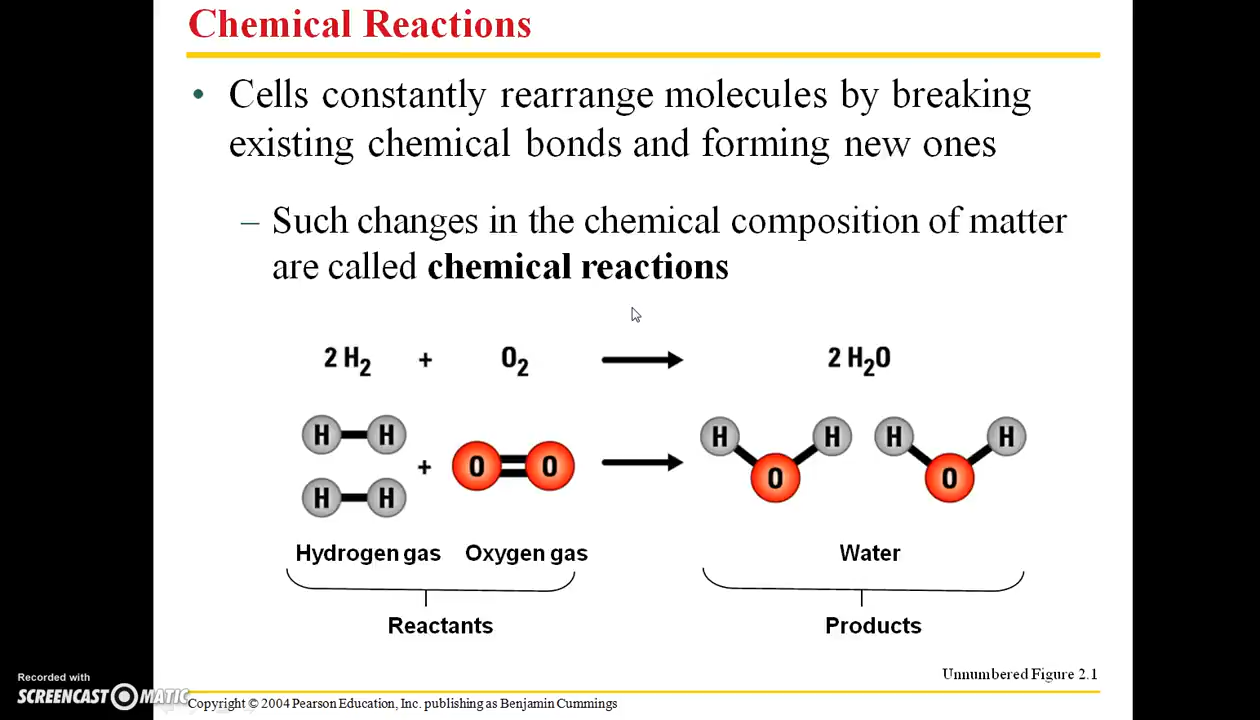 Chemical Reactions
• Cells constantly rearrange molecules by breaking
existing chemical bonds and forming new ones
– Such changes in the chemical composition of matter
are called chemical reactions
2 H₂ + O₂ → 2 H₂O
H H H H H H
+ O O → O O
H H
Hydrogen gas Oxygen gas Water
Reactants Products
Unnumbered Figure 2.1
Recorded with
SCREENCAST MATIC
Copyright © 2004 Pearson Education, Inc. publishing as Benjamin Cummings